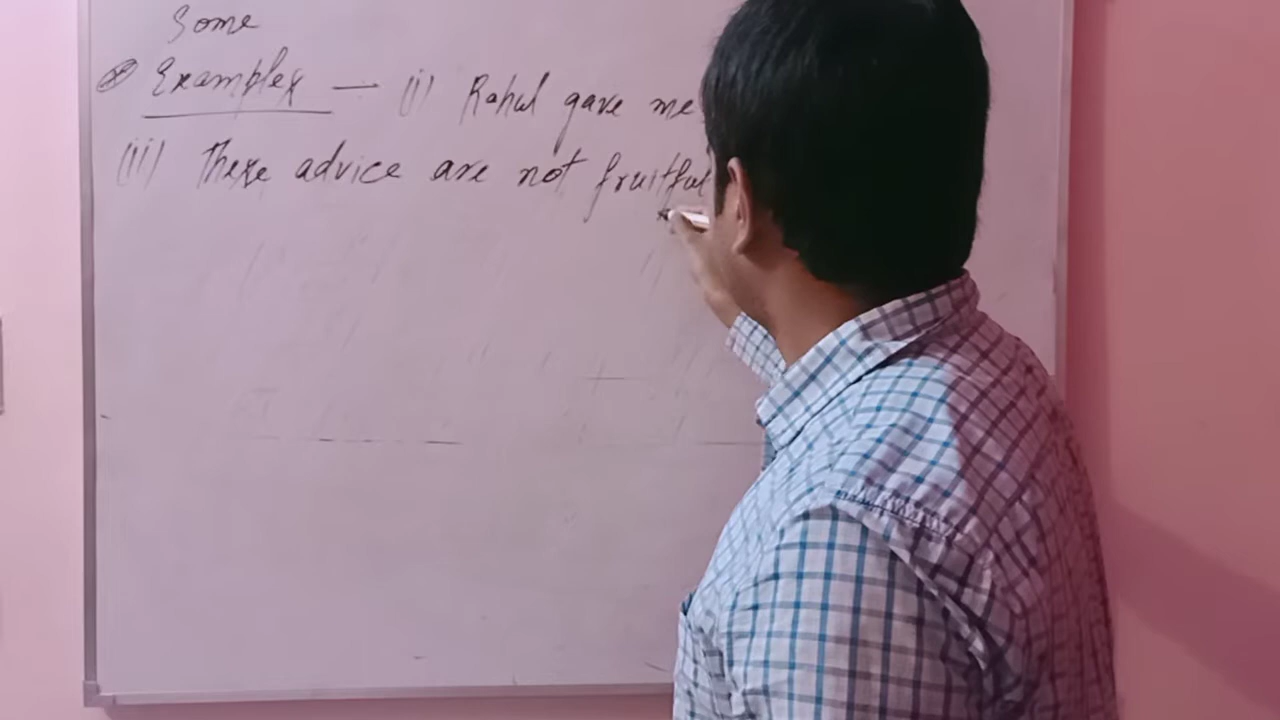 Some
Examples — (i) Rahul gave me
(ii) These advice are not fruitful